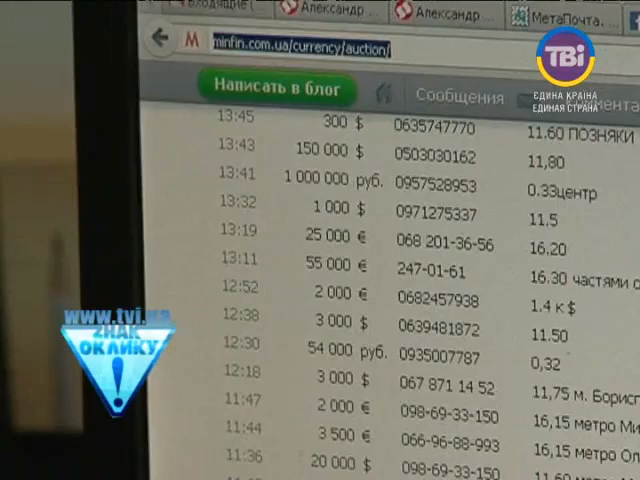 Входящие (
Александр
Александр
МетаПочта.
minfin.com.ua/currency/auction/
ТВі
ЄДИНА КРАЇНА
ЕДИНАЯ СТРАНА
Написать в блог
Сообщения
13:45 300 $ 0635747770 11.60 ПОЗНЯКИ
13:43 150 000 $ 0503030162 11,80
13:41 1 000 000 руб. 0957528953 0.33центр
13:32 1 000 $ 0971275337 11.5
13:19 25 000 € 068 201-36-56 16.20
13:11 55 000 € 247-01-61 16.30 частями
12:52 2 000 € 0682457938 1.4 к $
12:38 3 000 $ 0639481872 11.50
12:30 54 000 руб. 0935007787 0,32
12:18 3 000 $ 067 871 14 52 11,75 м. Борисп
11:47 2 000 € 098-69-33-150 16,15 метро Ми
11:44 3 500 € 066-96-88-993 16,15 метро Ол
11:36 20 000 $ 098-69-33-150 11.60 метро
www.tvi.ua
ЗНАК
ОКЛИКУ
!